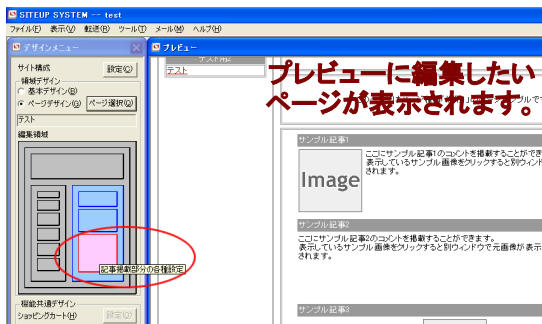 SITEUP SYSTEM -- test
ファイル(F) 表示(V) 転送(R) ツール(T) メール(M) ヘルプ(H)
デザインメニュー
サイト構成 設定(C)
領域デザイン
基本デザイン(B)
ページデザイン(G) ページ選択(Q)
テスト
編集領域
記事掲載部分の各種設定
機能共通デザイン
ショッピングカート(H) 設定(D)
プレビュー
テスト
プレビューに編集したい
ページが表示されます。
サンプル記事1
Image
ここにサンプル記事1のコメントを掲載することができ
表示しているサンプル画像をクリックすると別ウィンド
されます。
サンプル記事2
ここにサンプル記事2のコメントを掲載することができます。
表示しているサンプル画像をクリックすると別ウィンドウで元画像が表示
されます。
サンプル記事3